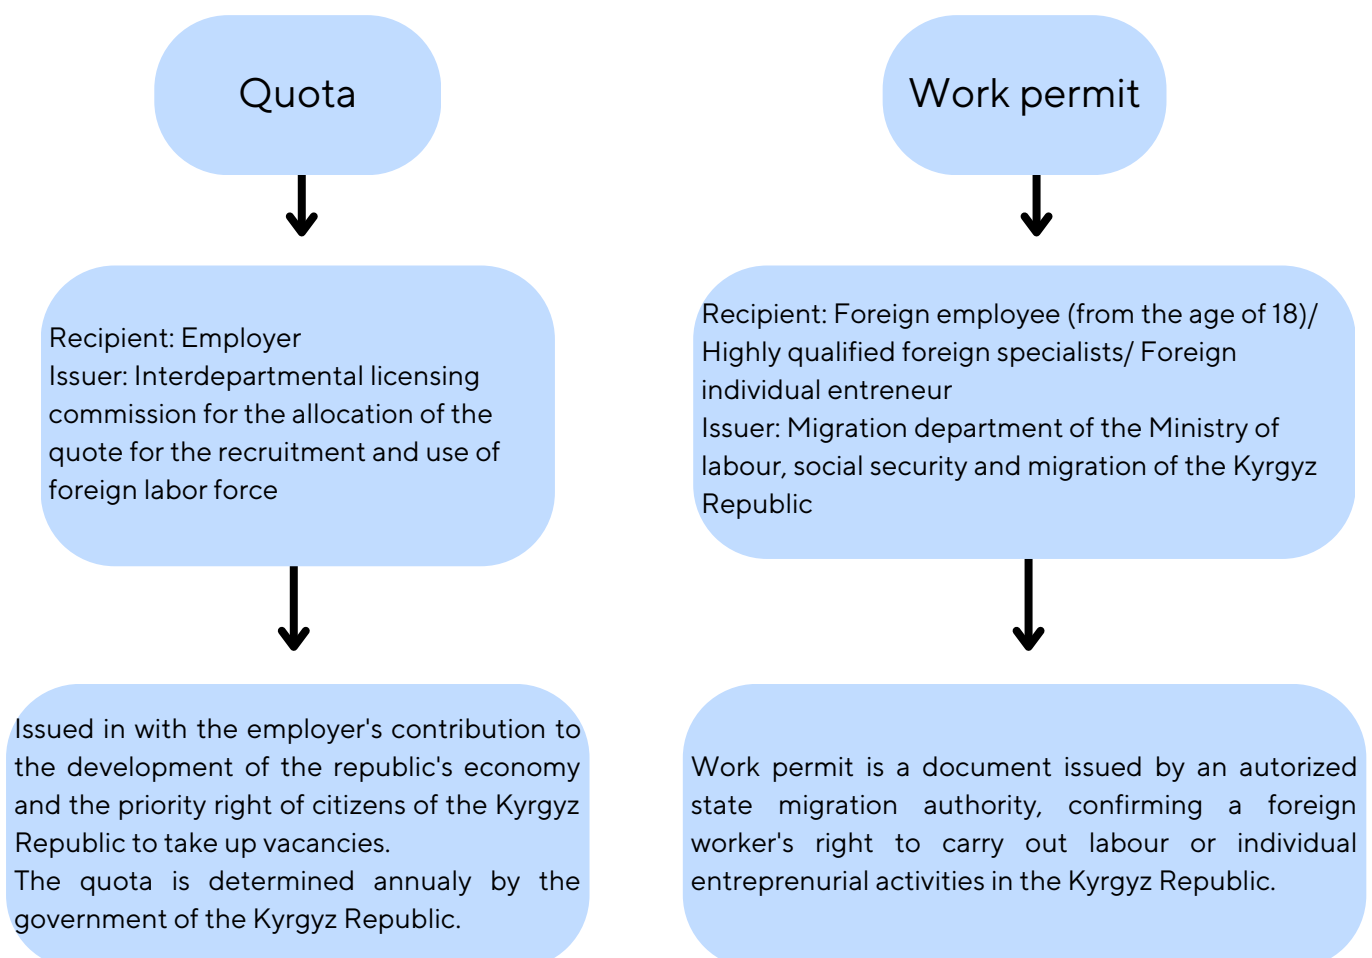 Quota
Recipient: Employer
Issuer: Interdepartmental licensing
commission for the allocation of the
quote for the recruitment and use of
foreign labor force
Issued in with the employer's contribution to
the development of the republic's economy
and the priority right of citizens of the Kyrgyz
Republic to take up vacancies.
The quota is determined annualy by the
government of the Kyrgyz Republic.
Work permit
Recipient: Foreign employee (from the age of 18)/
Highly qualified foreign specialists/ Foreign
individual entreneur
Issuer: Migration department of the Ministry of
labour, social security and migration of the Kyrgyz
Republic
Work permit is a document issued by an autorized
state migration authority, confirming a foreign
worker's right to carry out labour or individual
entreprenurial activities in the Kyrgyz Republic.